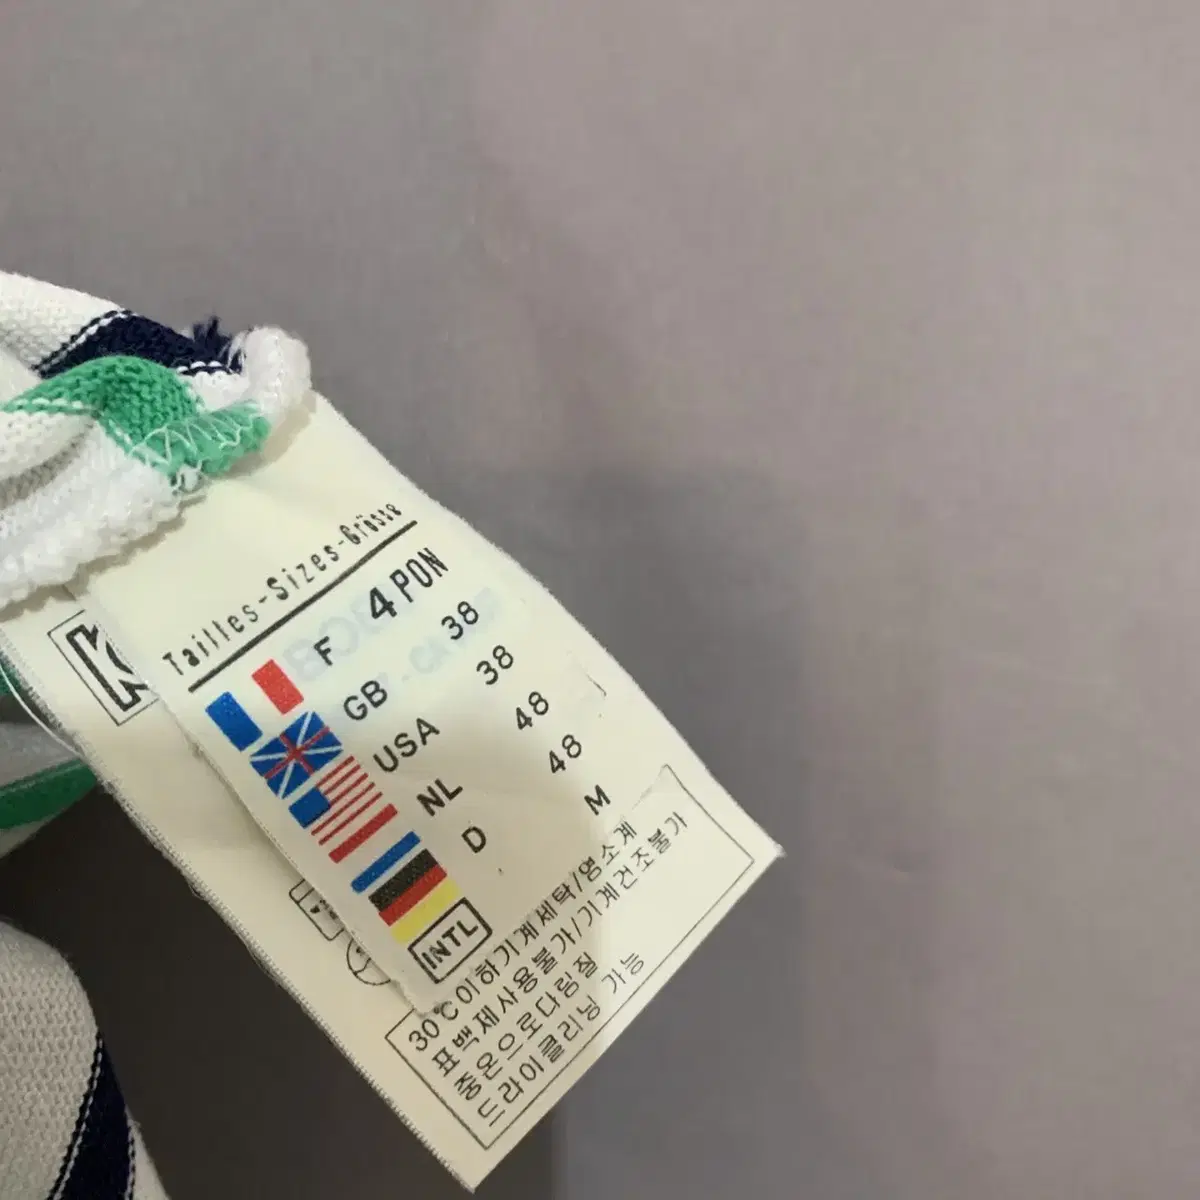 Tailles-Sizes-Grösse
F 4 PON
GB 38
USA 38
NL 48
D 48
INTL M
30°C이하기계세탁/염소계
표백제사용불가/기계건조불가
중온으로다림질
드라이클리닝 가능